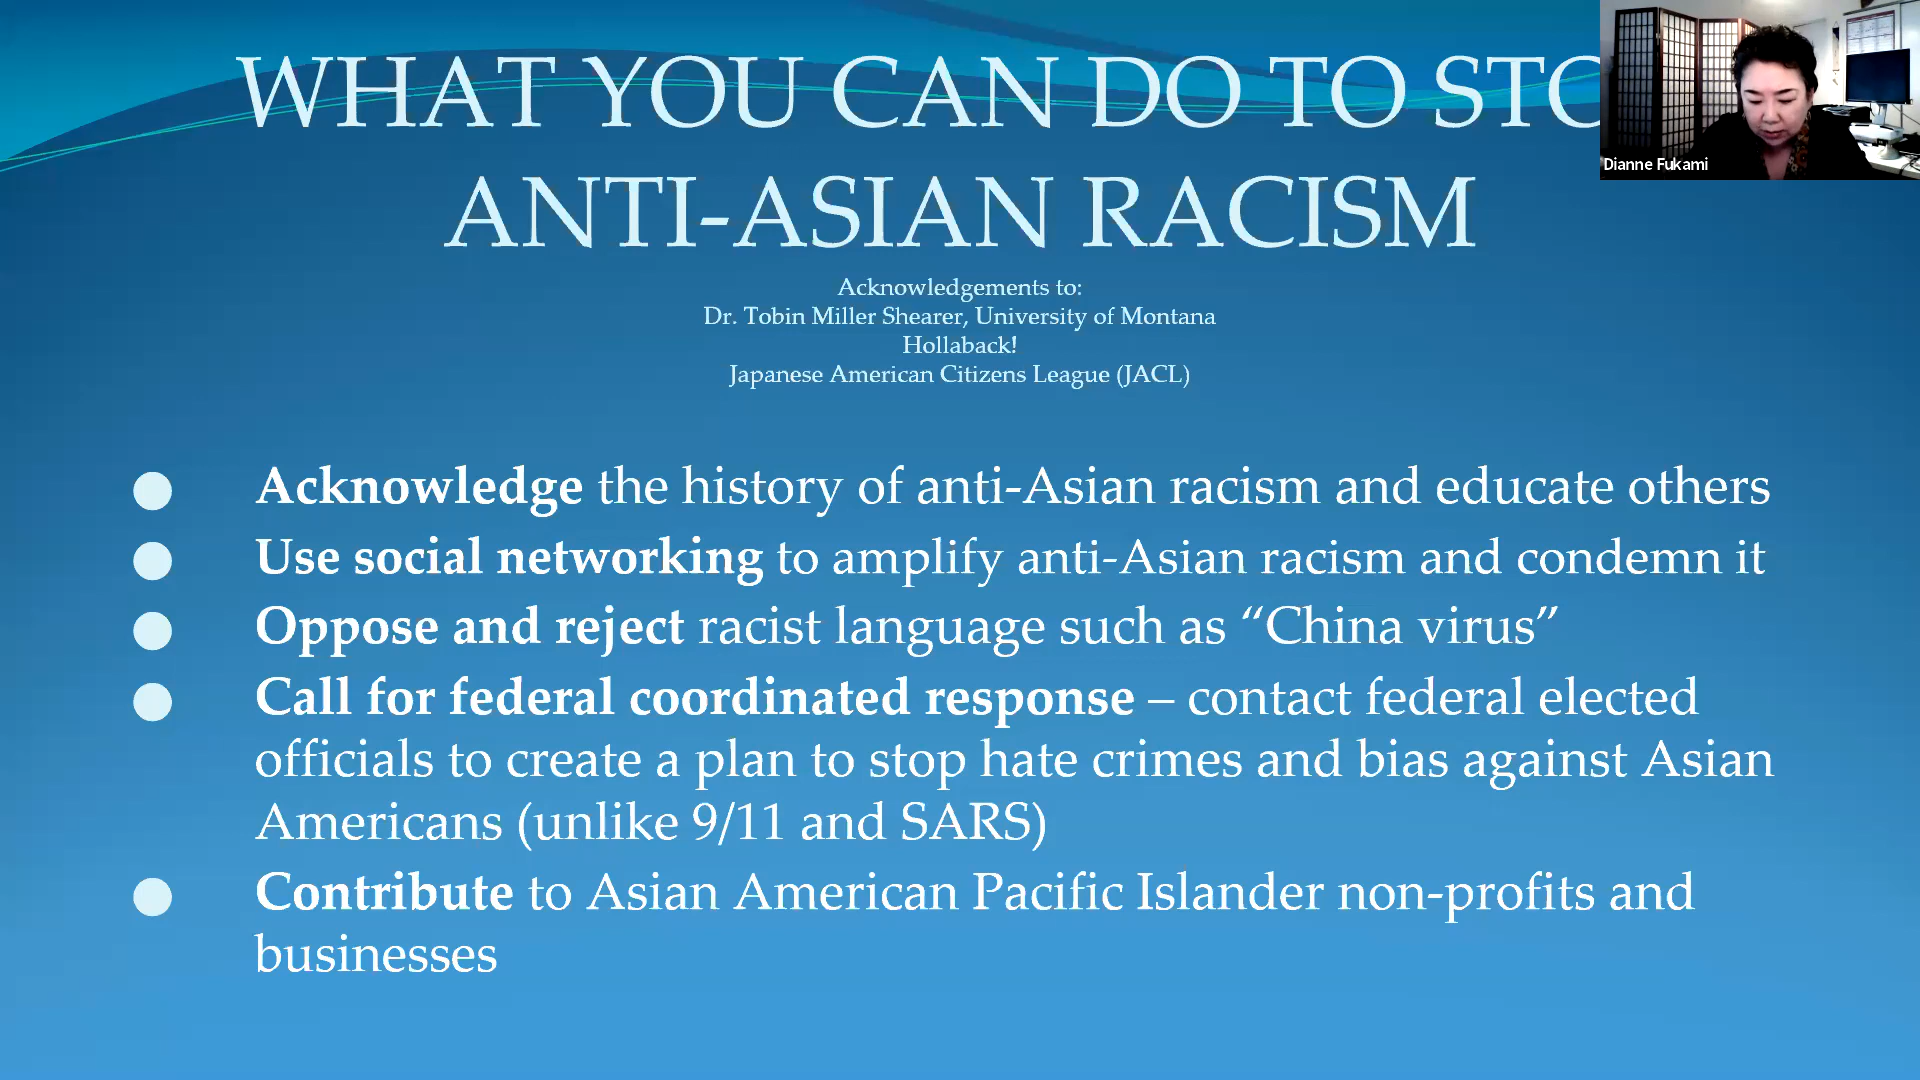 WHAT YOU CAN DO TO STO
ANTI-ASIAN RACISM
Dianne Fukami
Acknowledgements to:
Dr. Tobin Miller Shearer, University of Montana
Hollaback!
Japanese American Citizens League (JACL)
● Acknowledge the history of anti-Asian racism and educate others
● Use social networking to amplify anti-Asian racism and condemn it
● Oppose and reject racist language such as “China virus”
● Call for federal coordinated response – contact federal elected
officials to create a plan to stop hate crimes and bias against Asian
Americans (unlike 9/11 and SARS)
● Contribute to Asian American Pacific Islander non-profits and
businesses